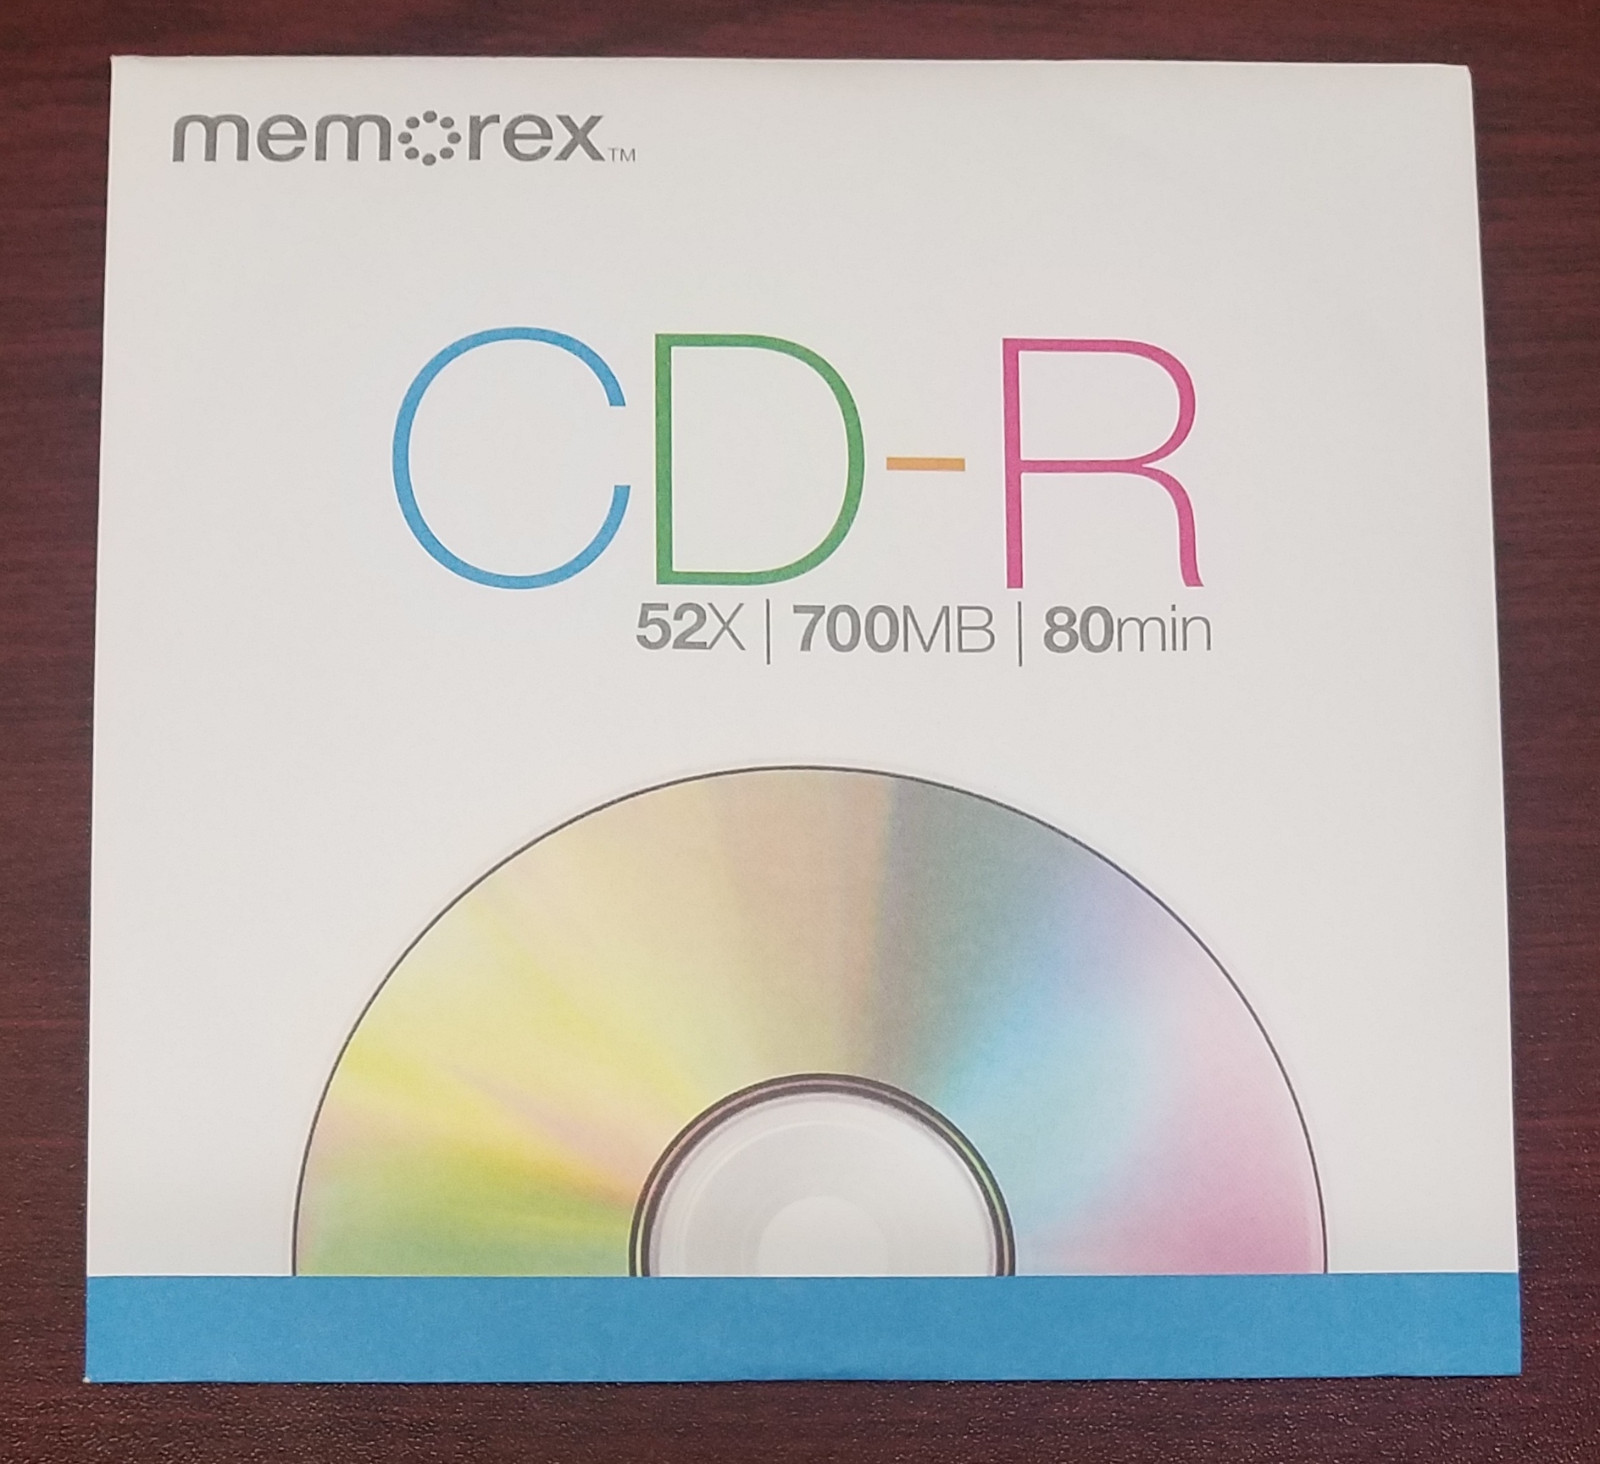 memorex™
CD-R
52X | 700MB | 80min